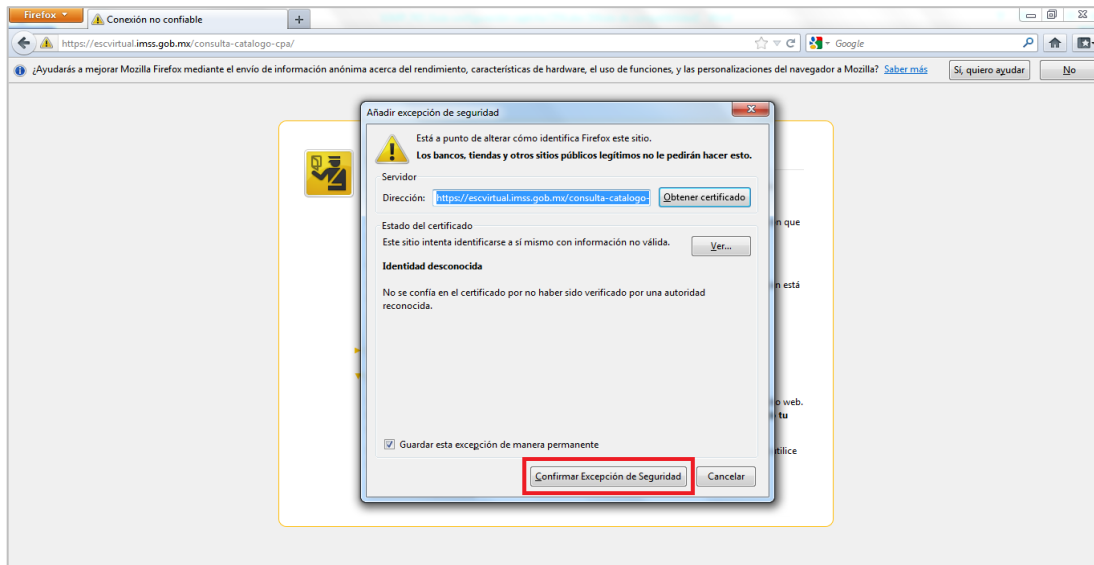 Firefox
Conexión no confiable
https://escvirtual.imss.gob.mx/consulta-catalogo-cpa/
Google
¿Ayudarás a mejorar Mozilla Firefox mediante el envío de información anónima acerca del rendimiento, características de hardware, el uso de funciones, y las personalizaciones del navegador a Mozilla? Saber más
Sí, quiero ayudar
No
Añadir excepción de seguridad
Está a punto de alterar cómo identifica Firefox este sitio.
Los bancos, tiendas y otros sitios públicos legítimos no le pedirán hacer esto.
Servidor
Dirección: https://escvirtual.imss.gob.mx/consulta-catalogo- Obtener certificado
n que
Estado del certificado
Este sitio intenta identificarse a sí mismo con información no válida. Ver...
Identidad desconocida
n está
No se confía en el certificado por no haber sido verificado por una autoridad
reconocida.
o web.
tu
Guardar esta excepción de manera permanente
utilice
Confirmar Excepción de Seguridad
Cancelar